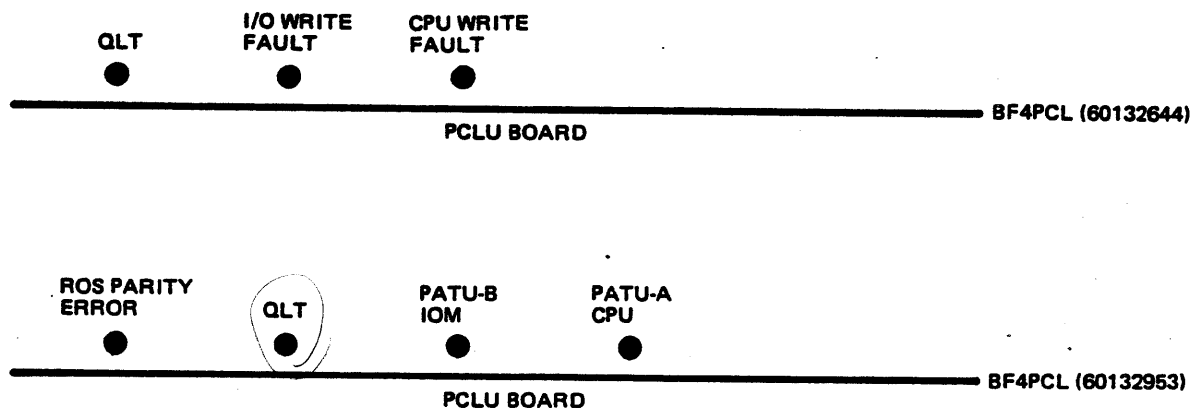 QLT
I/O WRITE
FAULT
CPU WRITE
FAULT
BF4PCL (60132644)
PCLU BOARD
ROS PARITY
ERROR
QLT
PATU-B
IOM
PATU-A
CPU
BF4PCL (60132953)
PCLU BOARD